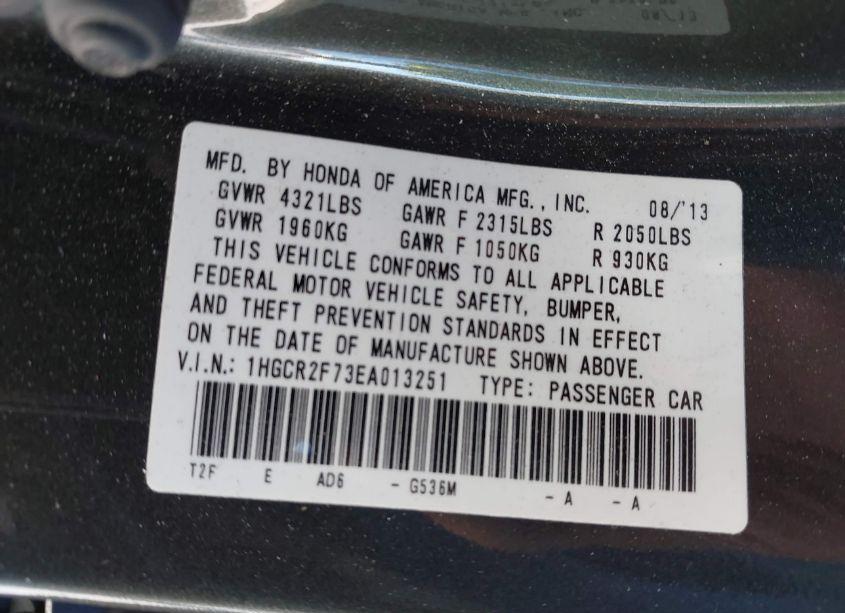 MFD. BY HONDA OF AMERICA MFG., INC. 08/'13
GVWR 4321LBS GAWR F 2315LBS R 2050LBS
GVWR 1960KG GAWR F 1050KG R 930KG
THIS VEHICLE CONFORMS TO ALL APPLICABLE
FEDERAL MOTOR VEHICLE SAFETY, BUMPER,
AND THEFT PREVENTION STANDARDS IN EFFECT
ON THE DATE OF MANUFACTURE SHOWN ABOVE.
V.I.N.: 1HGCR2F73EA013251 TYPE: PASSENGER CAR
T2F E AD6 - G536M - A - A